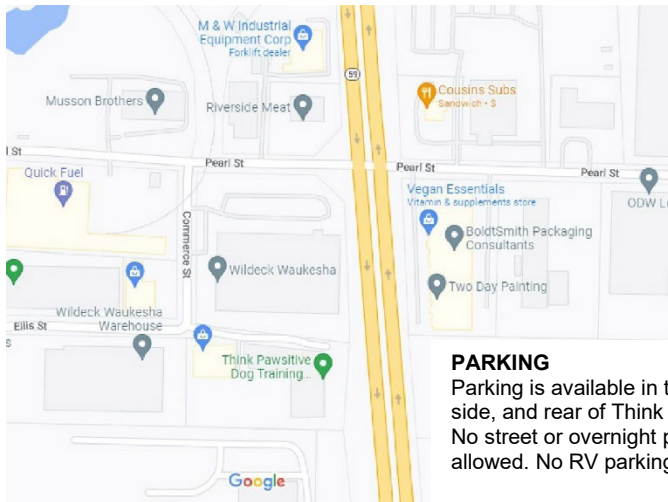 M & W Industrial
Equipment Corp
Forklift dealer
59
Musson Brothers
Riverside Meat
Cousins Subs
Sandwich • $
St
Pearl St
Pearl St
Pearl St
Quick Fuel
Vegan Essentials
Vitamin & supplements store
ODW
BoldtSmith Packaging
Consultants
Commerce St
Wildeck Waukesha
Two Day Painting
Wildeck Waukesha
Warehouse
Ellis St
Think Pawsitive
Dog Training...
PARKING
Parking is available in
side, and rear of Think
No street or overnight
allowed. No RV parking
Google